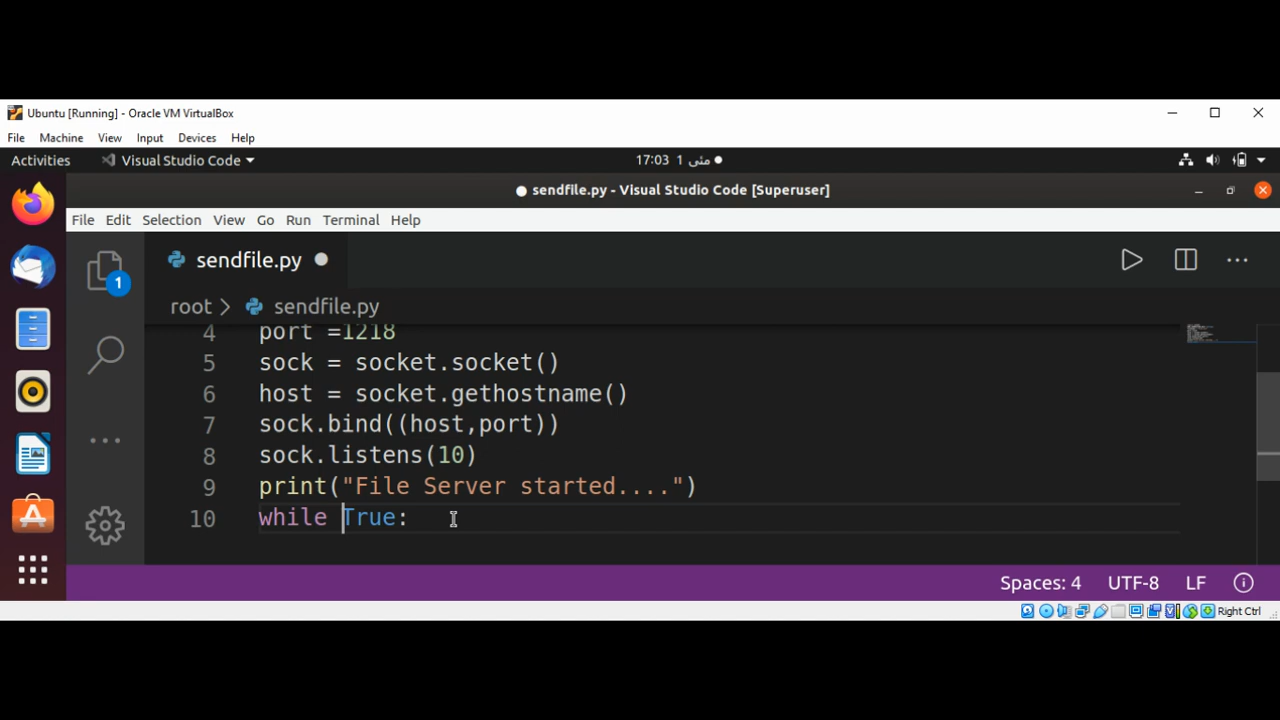 Ubuntu [Running] - Oracle VM VirtualBox
File Machine View Input Devices Help
Activities Visual Studio Code 17:03 1 مئی
sendfile.py - Visual Studio Code [Superuser]
File Edit Selection View Go Run Terminal Help
sendfile.py
1
root > sendfile.py
4 port =1218
5 sock = socket.socket()
6 host = socket.gethostname()
7 sock.bind((host,port))
8 sock.listens(10)
9 print("File Server started....")
10 while True:
Spaces: 4 UTF-8 LF
Right Ctrl